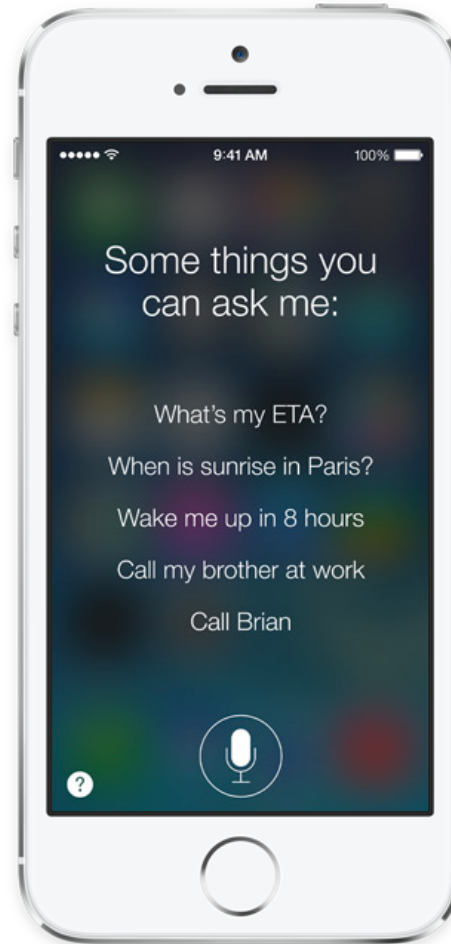 9:41 AM 100%
Some things you
can ask me:
What's my ETA?
When is sunrise in Paris?
Wake me up in 8 hours
Call my brother at work
Call Brian
?